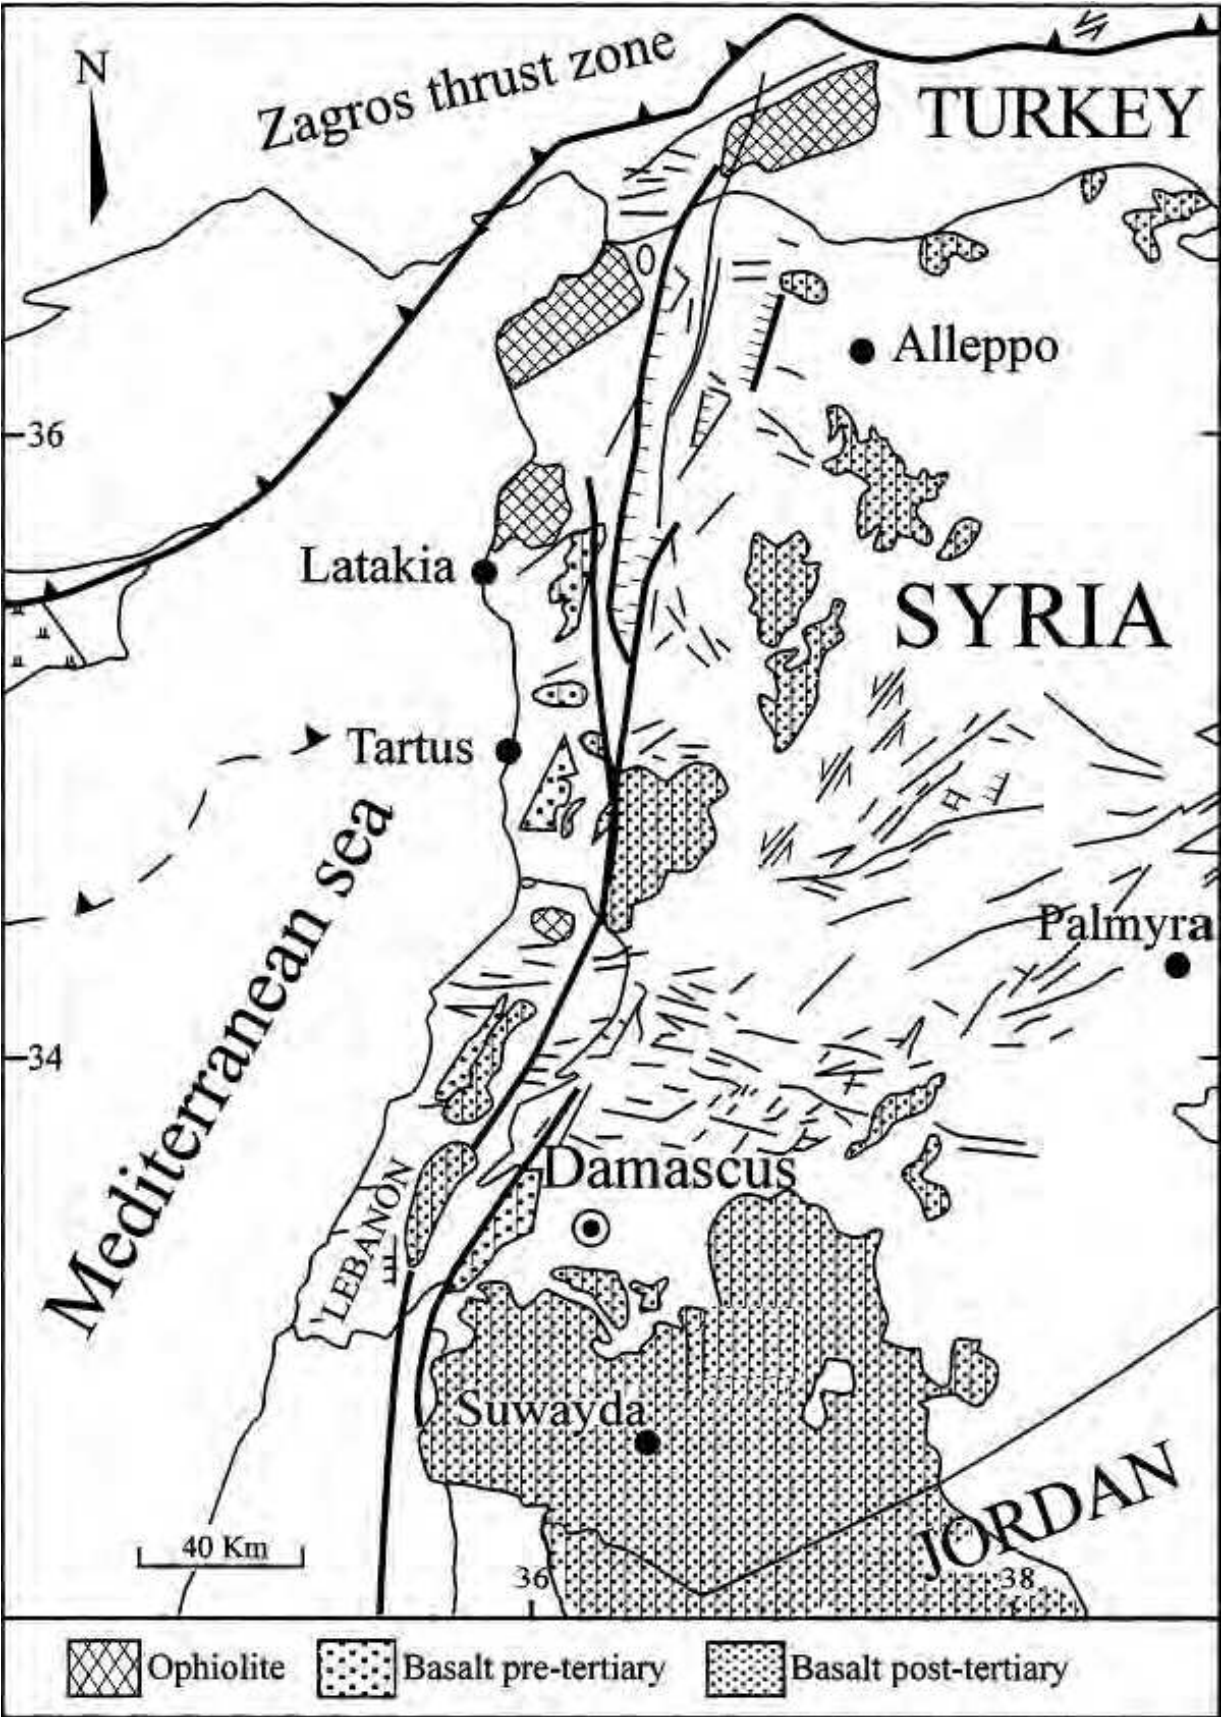 N
Zagros thrust zone
TURKEY
Alleppo
36
Latakia
SYRIA
Tartus
Mediterranean sea
Palmyra
34
Damascus
LEBANON
Suwayda
JORDAN
40 Km
36
38
Ophiolite
Basalt pre-tertiary
Basalt post-tertiary